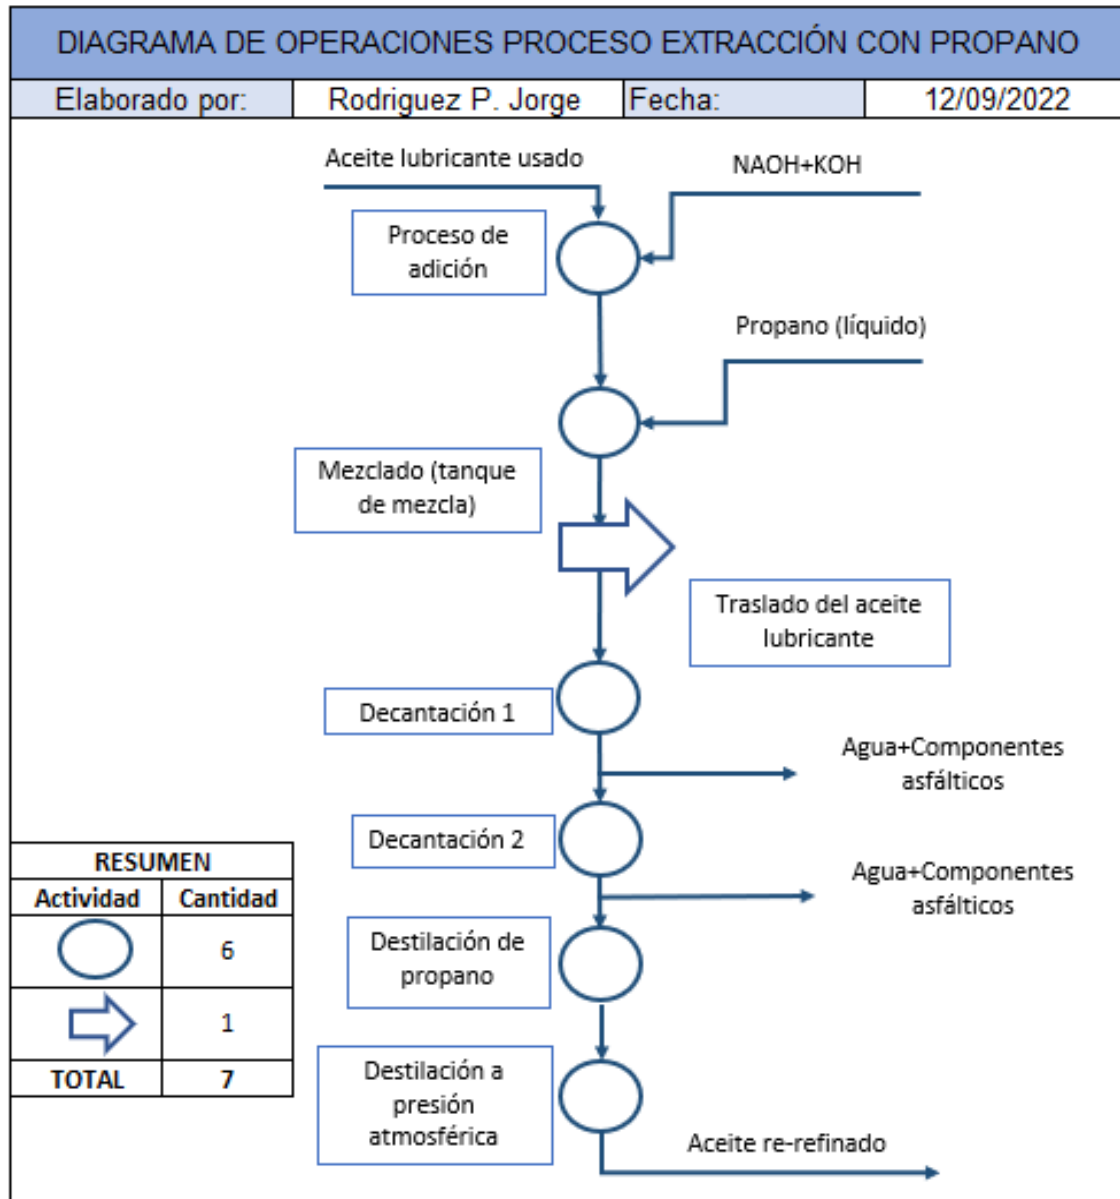 DIAGRAMA DE OPERACIONES PROCESO EXTRACCIÓN CON PROPANO
Elaborado por: Rodriguez P. Jorge Fecha: 12/09/2022
Aceite lubricante usado
NAOH+KOH
Proceso de
adición
Propano (líquido)
Mezclado (tanque
de mezcla)
Traslado del aceite
lubricante
Decantación 1
Agua+Componentes
asfálticos
Decantación 2
Agua+Componentes
asfálticos
Destilación de
propano
Destilación a
presión
atmosférica
Aceite re-refinado
RESUMEN
Actividad Cantidad
6
1
TOTAL 7